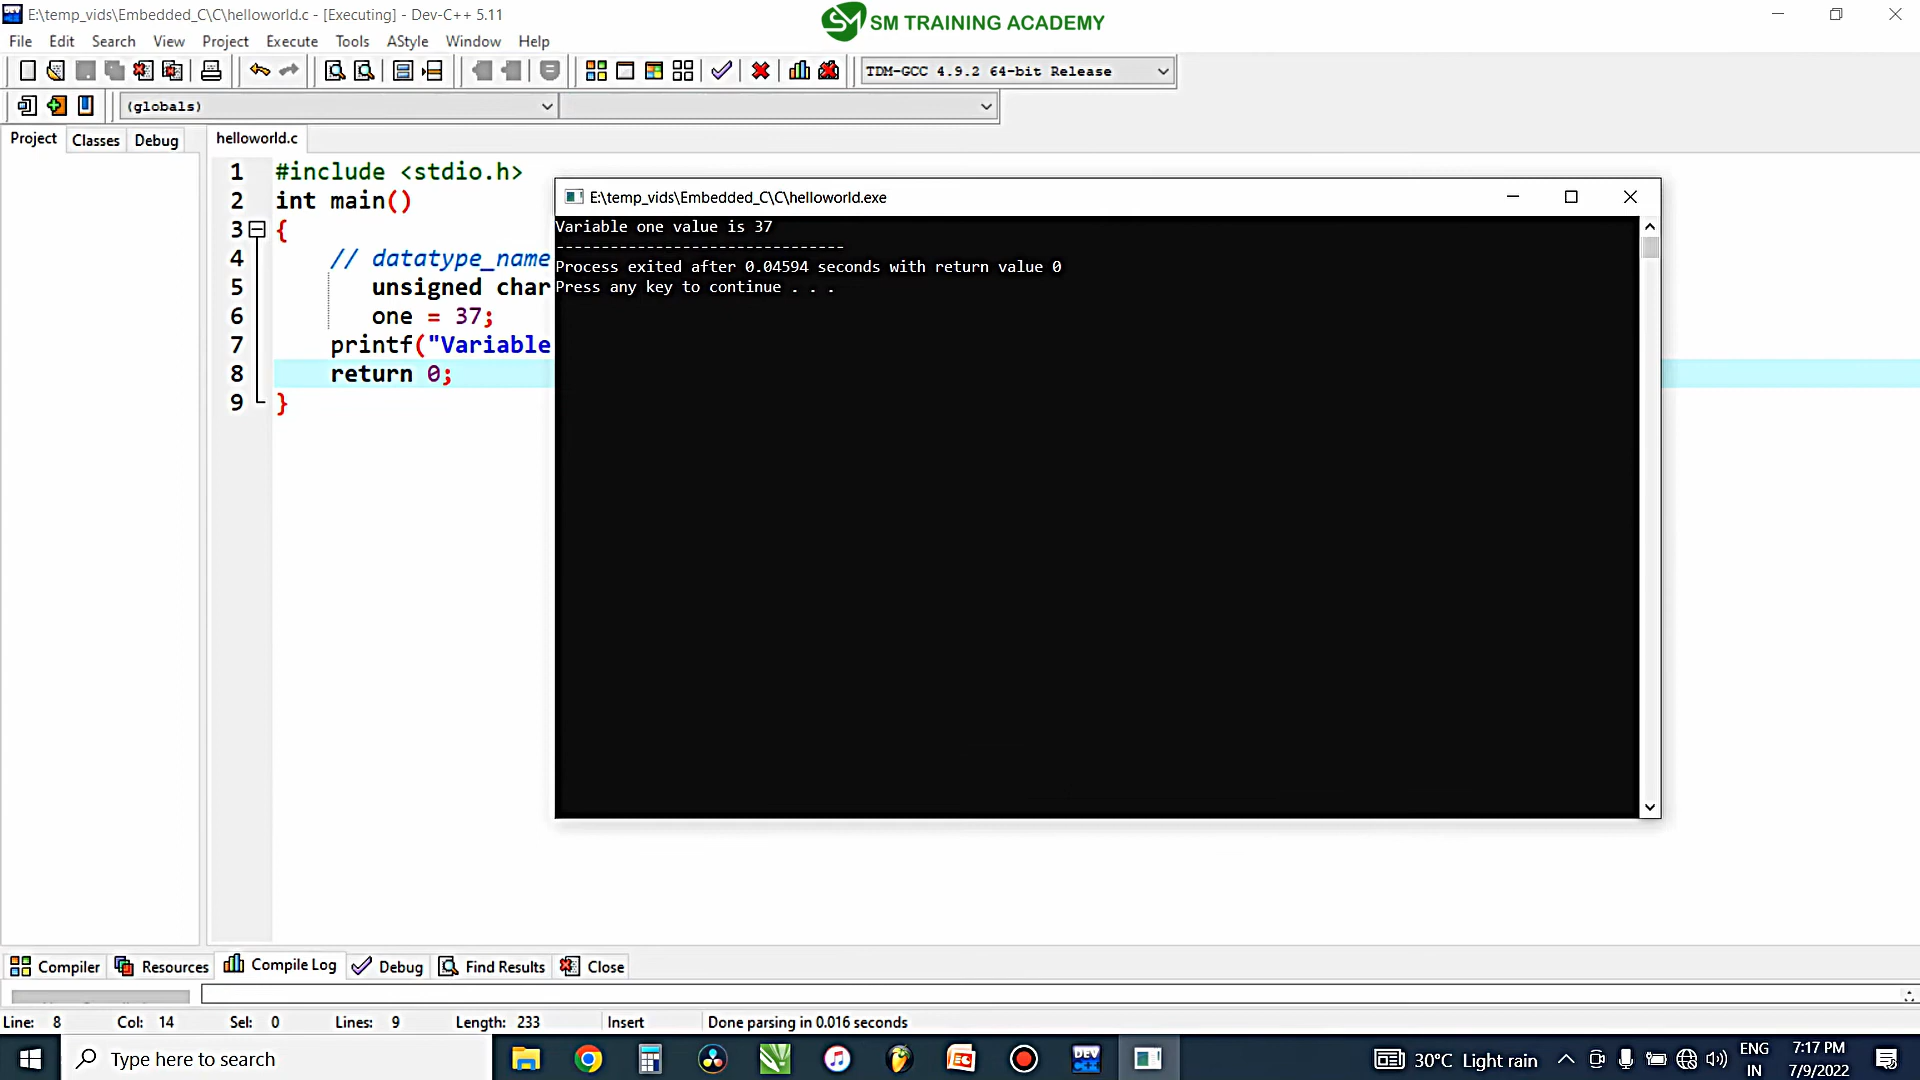 E:\temp_vids\Embedded_C\C\helloworld.c - [Executing] - Dev-C++ 5.11
SM TRAINING ACADEMY
File Edit Search View Project Execute Tools AStyle Window Help
TDM-GCC 4.9.2 64-bit Release
(globals)
Project Classes Debug helloworld.c
1 #include <stdio.h>
2 int main()
3 {
4 // datatype_name
5 unsigned char
6 one = 37;
7 printf("Variable
8 return 0;
9 }
E:\temp_vids\Embedded_C\C\helloworld.exe
Variable one value is 37
--------------------------------
Process exited after 0.04594 seconds with return value 0
Press any key to continue . . .
Compiler Resources Compile Log Debug Find Results Close
Line: 8 Col: 14 Sel: 0 Lines: 9 Length: 233 Insert Done parsing in 0.016 seconds
Type here to search
DEV C++
30°C Light rain
ENG
IN
7:17 PM
7/9/2022